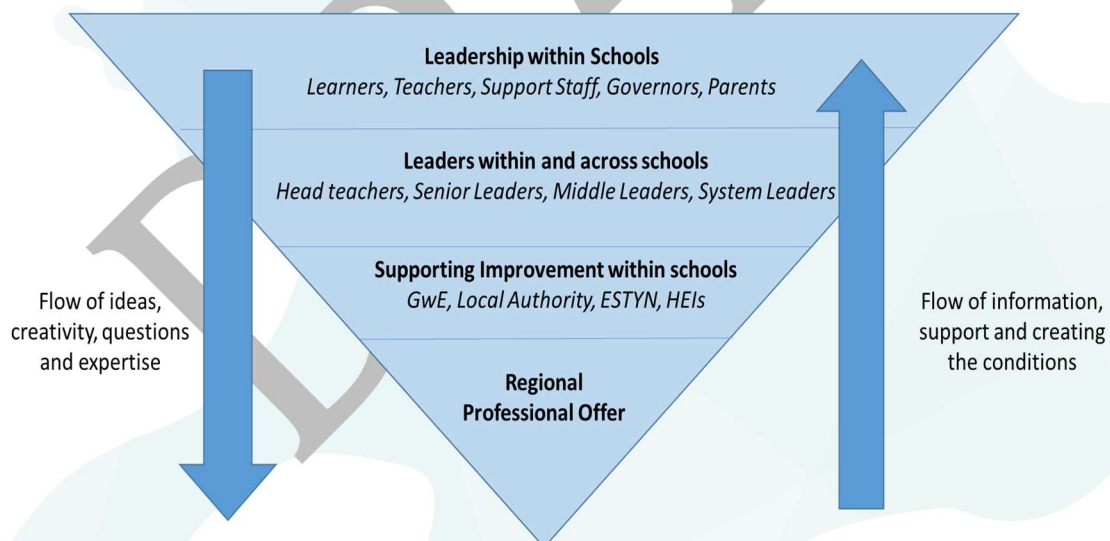 Leadership within Schools
Learners, Teachers, Support Staff, Governors, Parents
Leaders within and across schools
Head teachers, Senior Leaders, Middle Leaders, System Leaders
Supporting Improvement within schools
GwE, Local Authority, ESTYN, HEIs
Flow of ideas,
creativity, questions
and expertise
Flow of information,
support and creating
the conditions
Regional
Professional Offer